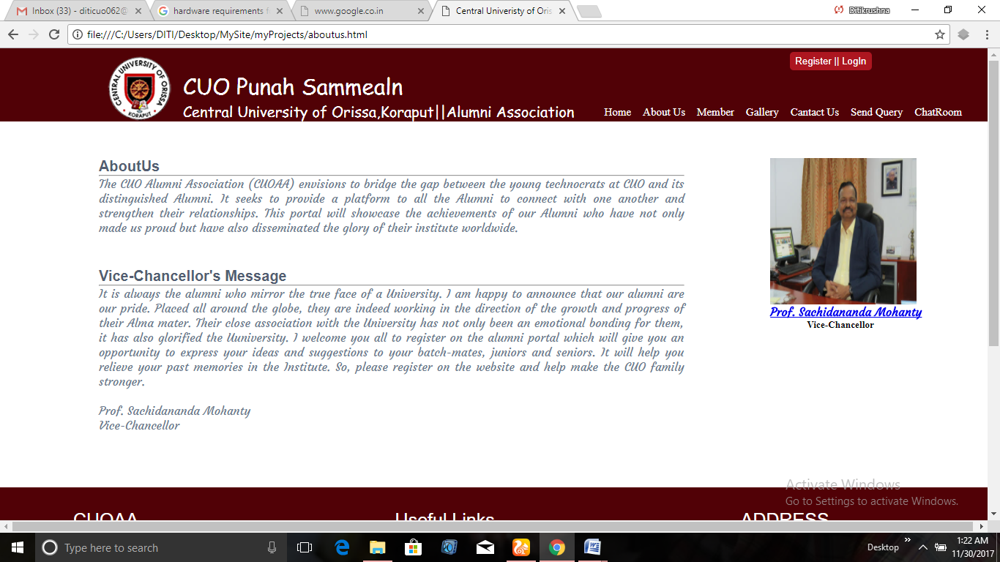 Inbox (33) - diticuo062@
hardware requirements f
www.google.co.in
Central Univeristy of Oris
Ditikrushna
file:///C:/Users/DITI/Desktop/MySite/myProjects/aboutus.html
Register || LogIn
CENTRAL UNIVERSITY OF ORISSA
KORAPUT
CUO Punah Sammealn
Central University of Orissa,Koraput||Alumni Association
Home About Us Member Gallery Cantact Us Send Query ChatRoom
AboutUs
The CUO Alumni Association (CUOAA) envisions to bridge the gap between the young technocrats at CUO and its
distinguished Alumni. It seeks to provide a platform to all the Alumni to connect with one another and
strengthen their relationships. This portal will showcase the achievements of our Alumni who have not only
made us proud but have also disseminated the glory of their institute worldwide.
Vice-Chancellor's Message
It is always the alumni who mirror the true face of a University. I am happy to announce that our alumni are
our pride. Placed all around the globe, they are indeed working in the direction of the growth and progress of
their Alma mater. Their close association with the University has not only been an emotional bonding for them,
it has also glorified the Uuniversity. I welcome you all to register on the alumni portal which will give you an
opportunity to express your ideas and suggestions to your batch-mates, juniors and seniors. It will help you
relieve your past memories in the Institute. So, please register on the website and help make the CUO family
stronger.
Prof. Sachidananda Mohanty
Vice-Chancellor
Prof. Sachidananda Mohanty
Vice-Chancellor
Activate Windows
Go to Settings to activate Windows.
CUOAA
Useful Links
ADDRESS
Type here to search
Desktop
1:22 AM
11/30/2017